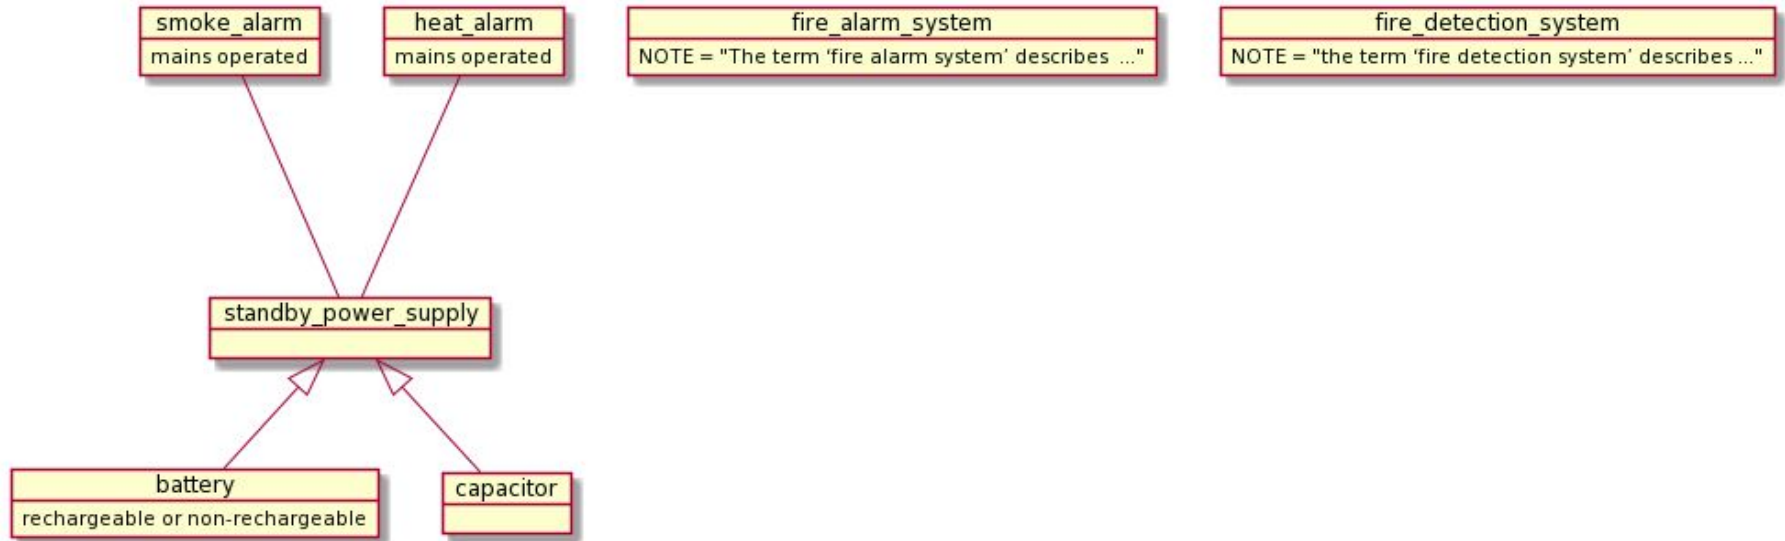 smoke_alarm
mains operated
heat_alarm
mains operated
fire_alarm_system
NOTE = "The term ‘fire alarm system’ describes  ..."
fire_detection_system
NOTE = "the term ‘fire detection system’ describes ..."
standby_power_supply
battery
rechargeable or non-rechargeable
capacitor